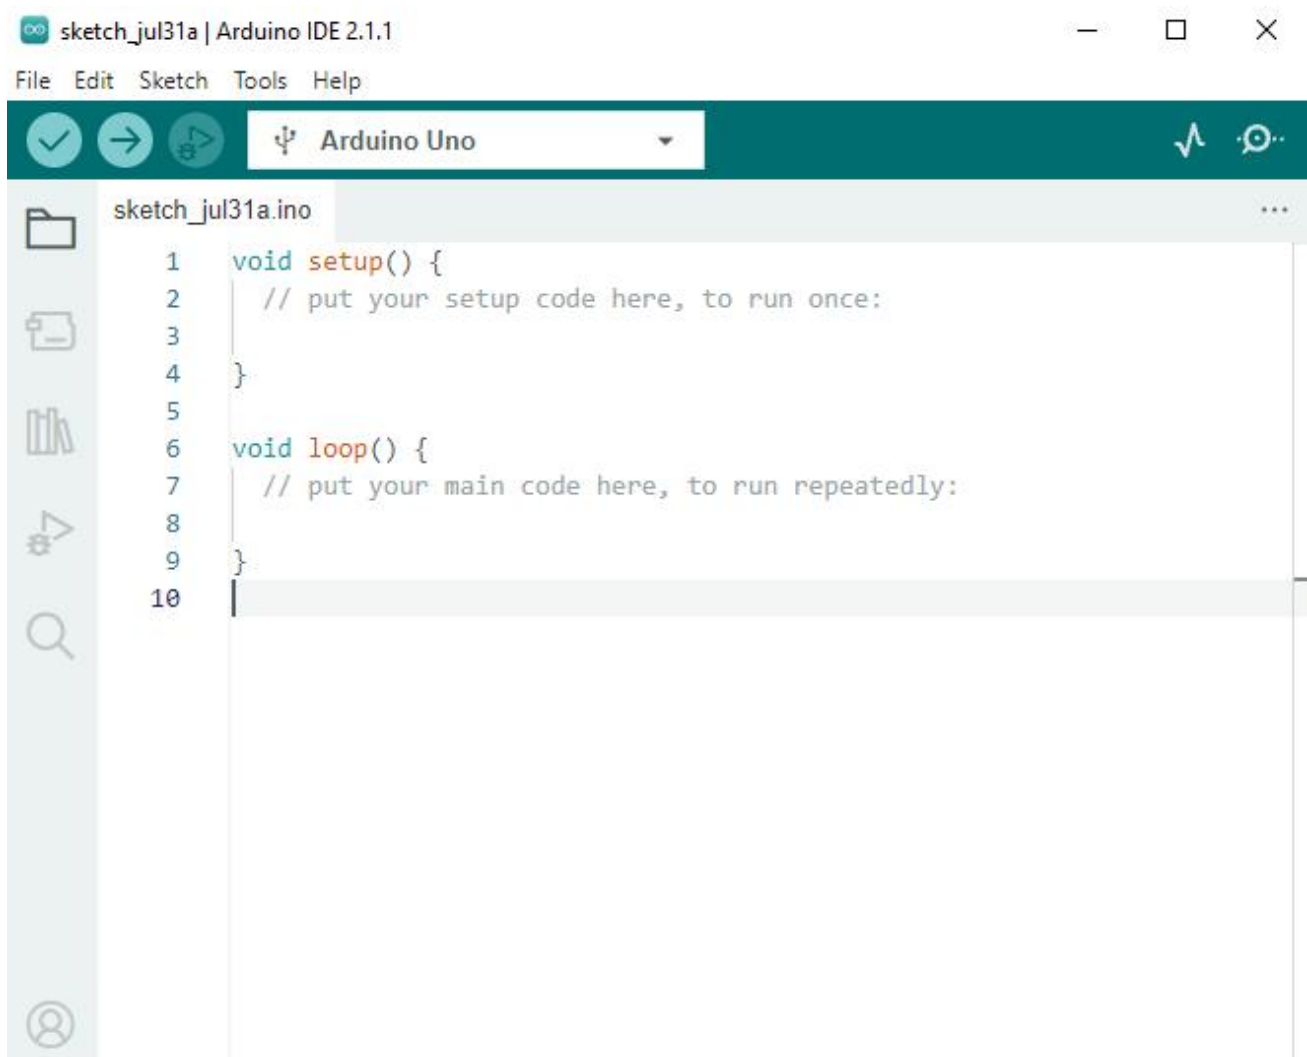 sketch_jul31a | Arduino IDE 2.1.1
File Edit Sketch Tools Help
Arduino Uno
sketch_jul31a.ino
1 void setup() {
2 // put your setup code here, to run once:
3
4 }
5
6 void loop() {
7 // put your main code here, to run repeatedly:
8
9 }
10